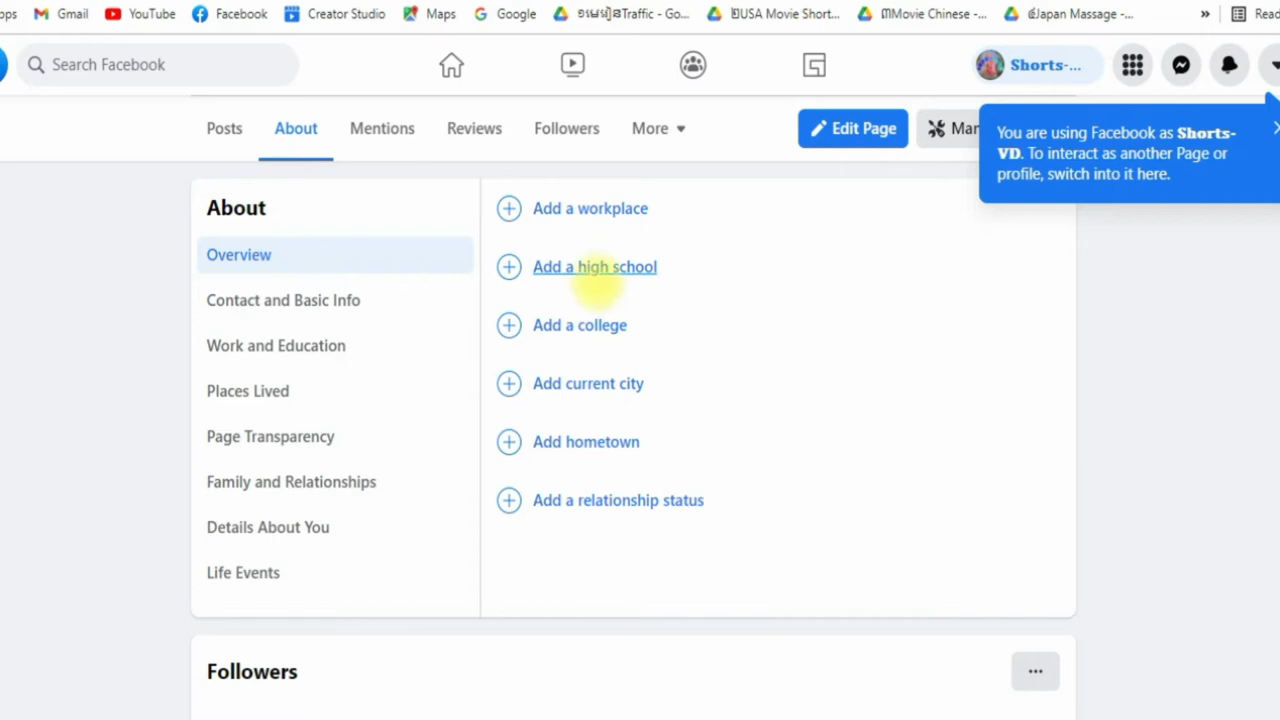 ps Gmail YouTube Facebook Creator Studio Maps Google Traffic - Go... USA Movie Short... Movie Chinese -... Japan Massage -... » Read
Search Facebook
Shorts-...
Posts About Mentions Reviews Followers More Edit Page Man
You are using Facebook as Shorts-
VD. To interact as another Page or
profile, switch into it here.
About
Overview
Contact and Basic Info
Work and Education
Places Lived
Page Transparency
Family and Relationships
Details About You
Life Events
Add a workplace
Add a high school
Add a college
Add current city
Add hometown
Add a relationship status
Followers